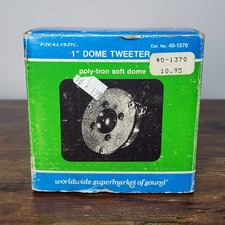 REALISTIC
Cat. No. 40-1370
1" DOME TWEETER
40-1370
10.95
poly-tron soft dome
worldwide supermarket of sound®